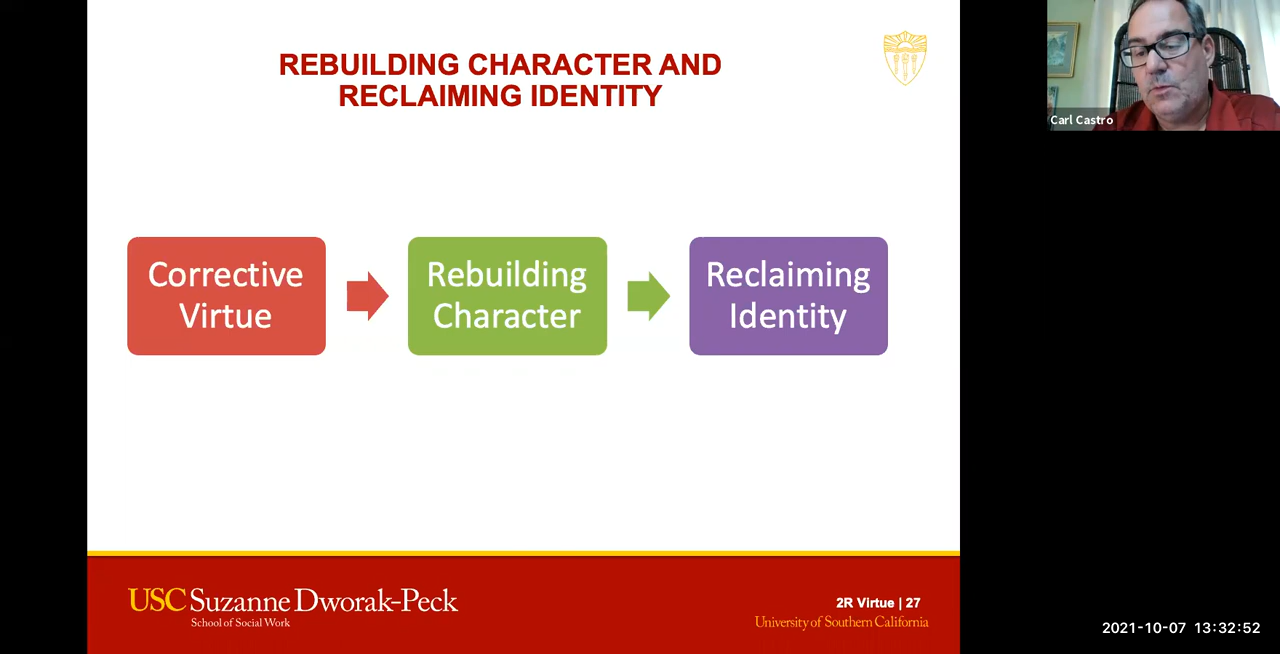 REBUILDING CHARACTER AND
RECLAIMING IDENTITY
Carl Castro
Corrective
Virtue
Rebuilding
Character
Reclaiming
Identity
USC Suzanne Dworak-Peck
School of Social Work
2R Virtue | 27
University of Southern California
2021-10-07 13:32:52